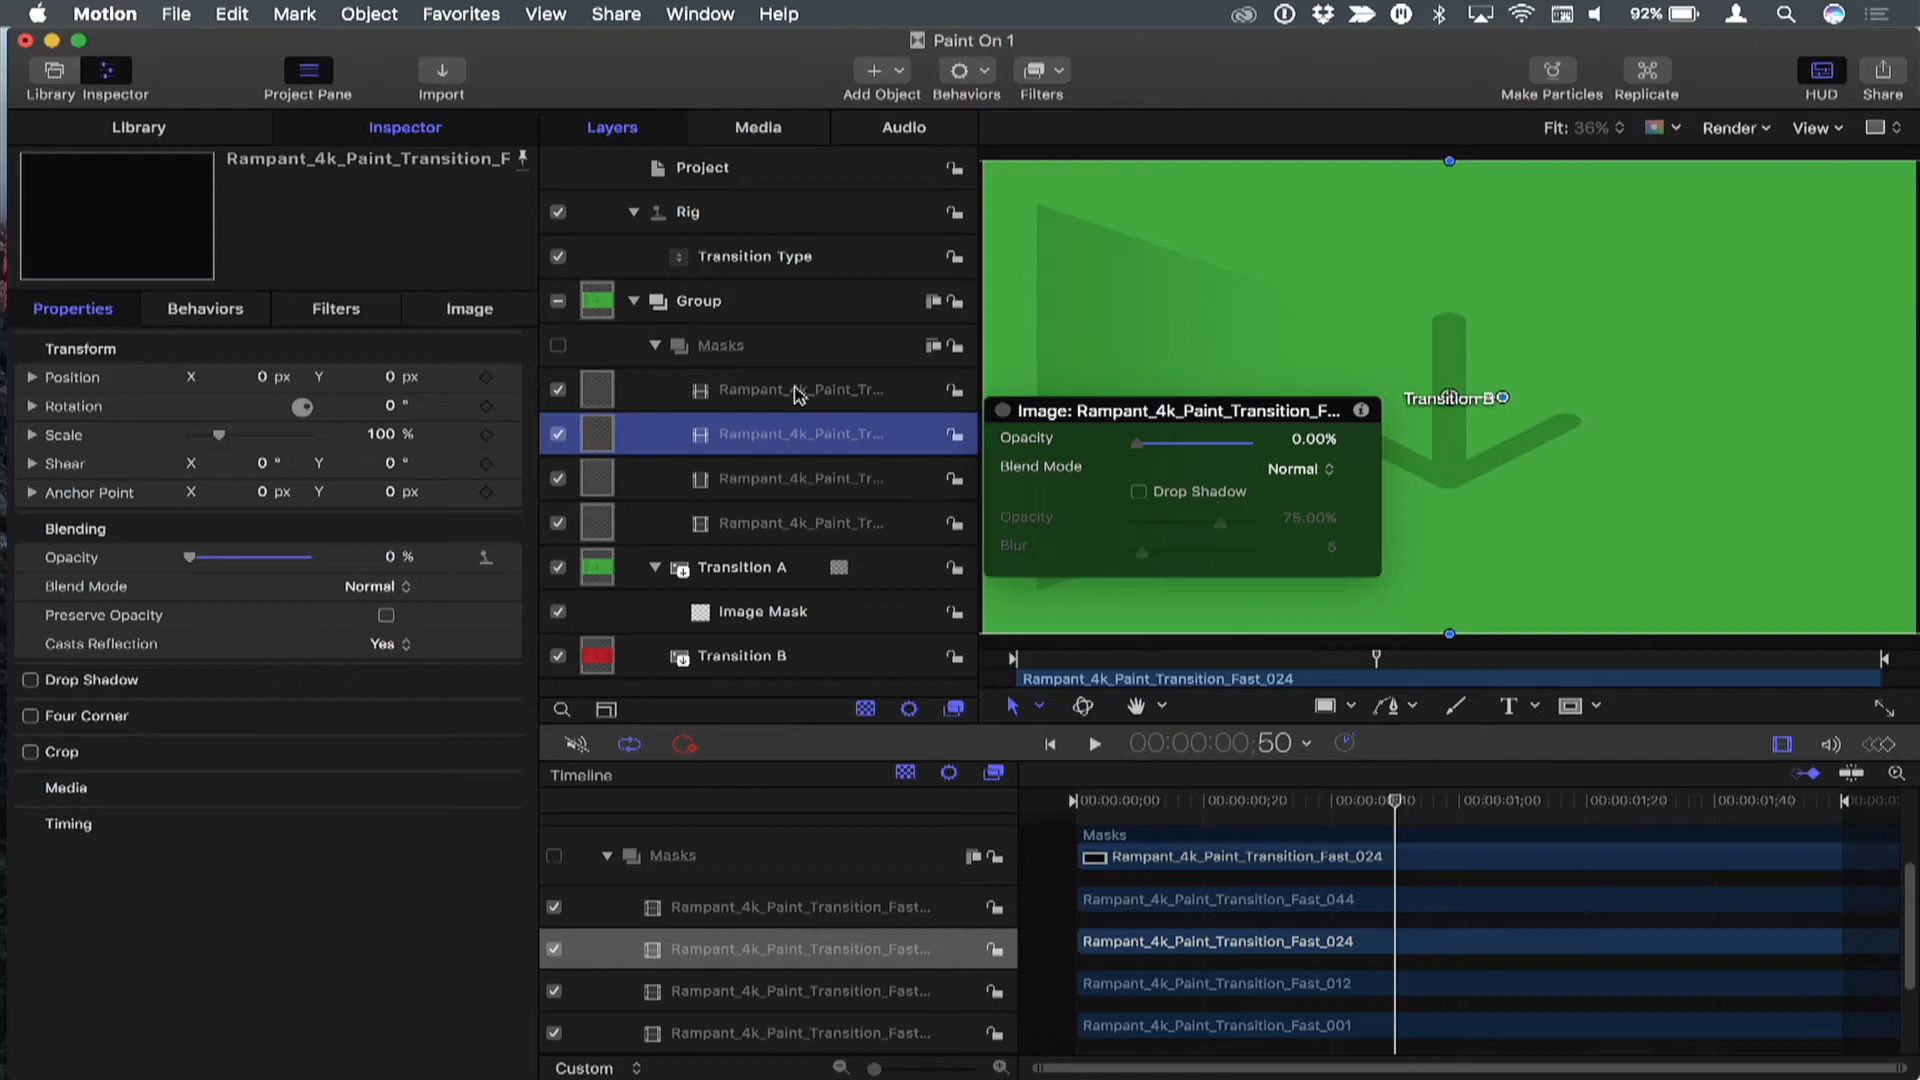 Motion File Edit Mark Object Favorites View Share Window Help
92%
Paint On 1
Library Inspector Project Pane Import Add Object Behaviors Filters Make Particles Replicate HUD Share
Library Inspector Layers Media Audio
Fit: 36% Render View
Rampant_4k_Paint_Transition_F
Project
Rig
Transition Type
Group
Masks
Rampant_4k_Paint_Tr...
Rampant_4k_Paint_Tr...
Rampant_4k_Paint_Tr...
Rampant_4k_Paint_Tr...
Transition A
Image Mask
Transition B
Properties Behaviors Filters Image
Transform
Position X 0 px Y 0 px
Rotation 0 °
Scale 100 %
Shear X 0 ° Y 0 °
Anchor Point X 0 px Y 0 px
Blending
Opacity 0 %
Blend Mode Normal
Preserve Opacity
Casts Reflection Yes
Drop Shadow
Four Corner
Crop
Media
Timing
Transition B
Image: Rampant_4k_Paint_Transition_F...
Opacity 0.00%
Blend Mode Normal
Drop Shadow
Opacity 75.00%
Blur 5
Rampant_4k_Paint_Transition_Fast_024
T
00:00:00;50
Timeline
00:00:00;00 00:00:00;20 00:00:00 00:00:01;00 00:00:01;20 00:00:01;40
Masks
Rampant_4k_Paint_Transition_Fast...
Rampant_4k_Paint_Transition_Fast...
Rampant_4k_Paint_Transition_Fast...
Rampant_4k_Paint_Transition_Fast...
Masks
Rampant_4k_Paint_Transition_Fast_024
Rampant_4k_Paint_Transition_Fast_044
Rampant_4k_Paint_Transition_Fast_024
Rampant_4k_Paint_Transition_Fast_012
Rampant_4k_Paint_Transition_Fast_001
Custom